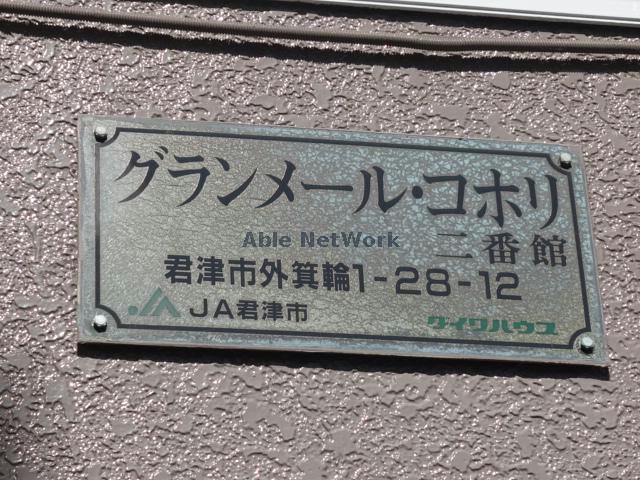 グランメール・コホリ
二番館
Able NetWork
君津市外箕輪1-28-12
JA君津市
ダイワハウス